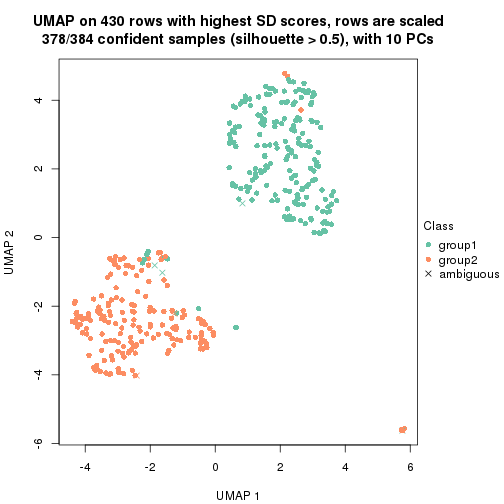 UMAP on 430 rows with highest SD scores, rows are scaled
378/384 confident samples (silhouette > 0.5), with 10 PCs
4
2
0
-2
-4
-6
UMAP 2
-4
-2
0
2
4
6
UMAP 1
Class
group1
group2
ambiguous